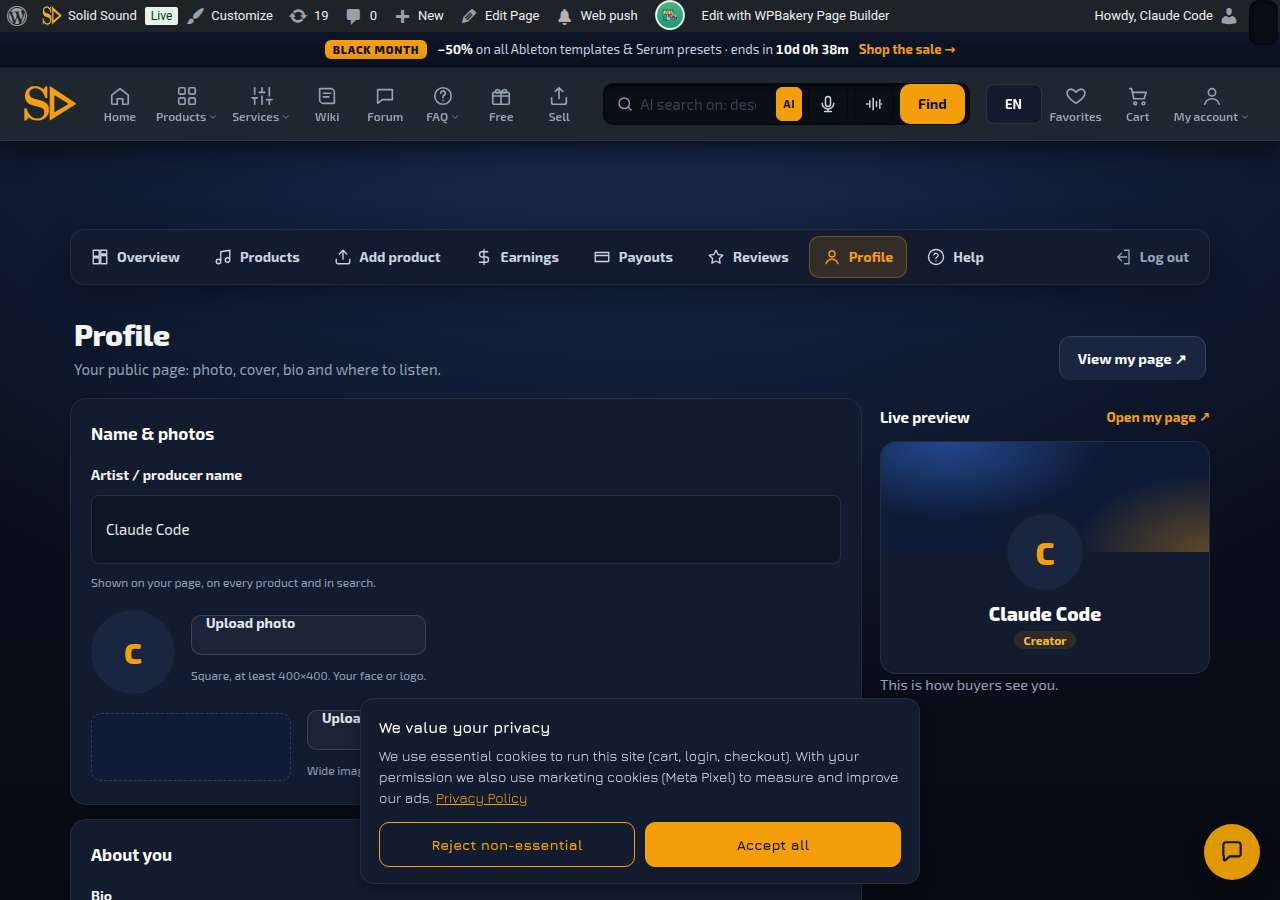 Solid Sound Live Customize 19 0 New Edit Page Web push Edit with WPBakery Page Builder Howdy, Claude Code
BLACK MONTH −50% on all Ableton templates & Serum presets · ends in 10d 0h 38m Shop the sale →
Home Products Services Wiki Forum FAQ Free Sell
AI search on: des AI Find EN
Favorites Cart My account
Overview Products Add product Earnings Payouts Reviews Profile Help Log out
Profile
Your public page: photo, cover, bio and where to listen.
View my page ↗
Name & photos
Artist / producer name
Claude Code
Shown on your page, on every product and in search.
C
Upload photo
Square, at least 400×400. Your face or logo.
Uploa
Wide imag
About you
Bio
Live preview Open my page ↗
C
Claude Code
Creator
This is how buyers see you.
We value your privacy
We use essential cookies to run this site (cart, login, checkout). With your
permission we also use marketing cookies (Meta Pixel) to measure and improve
our ads. Privacy Policy
Reject non-essential Accept all